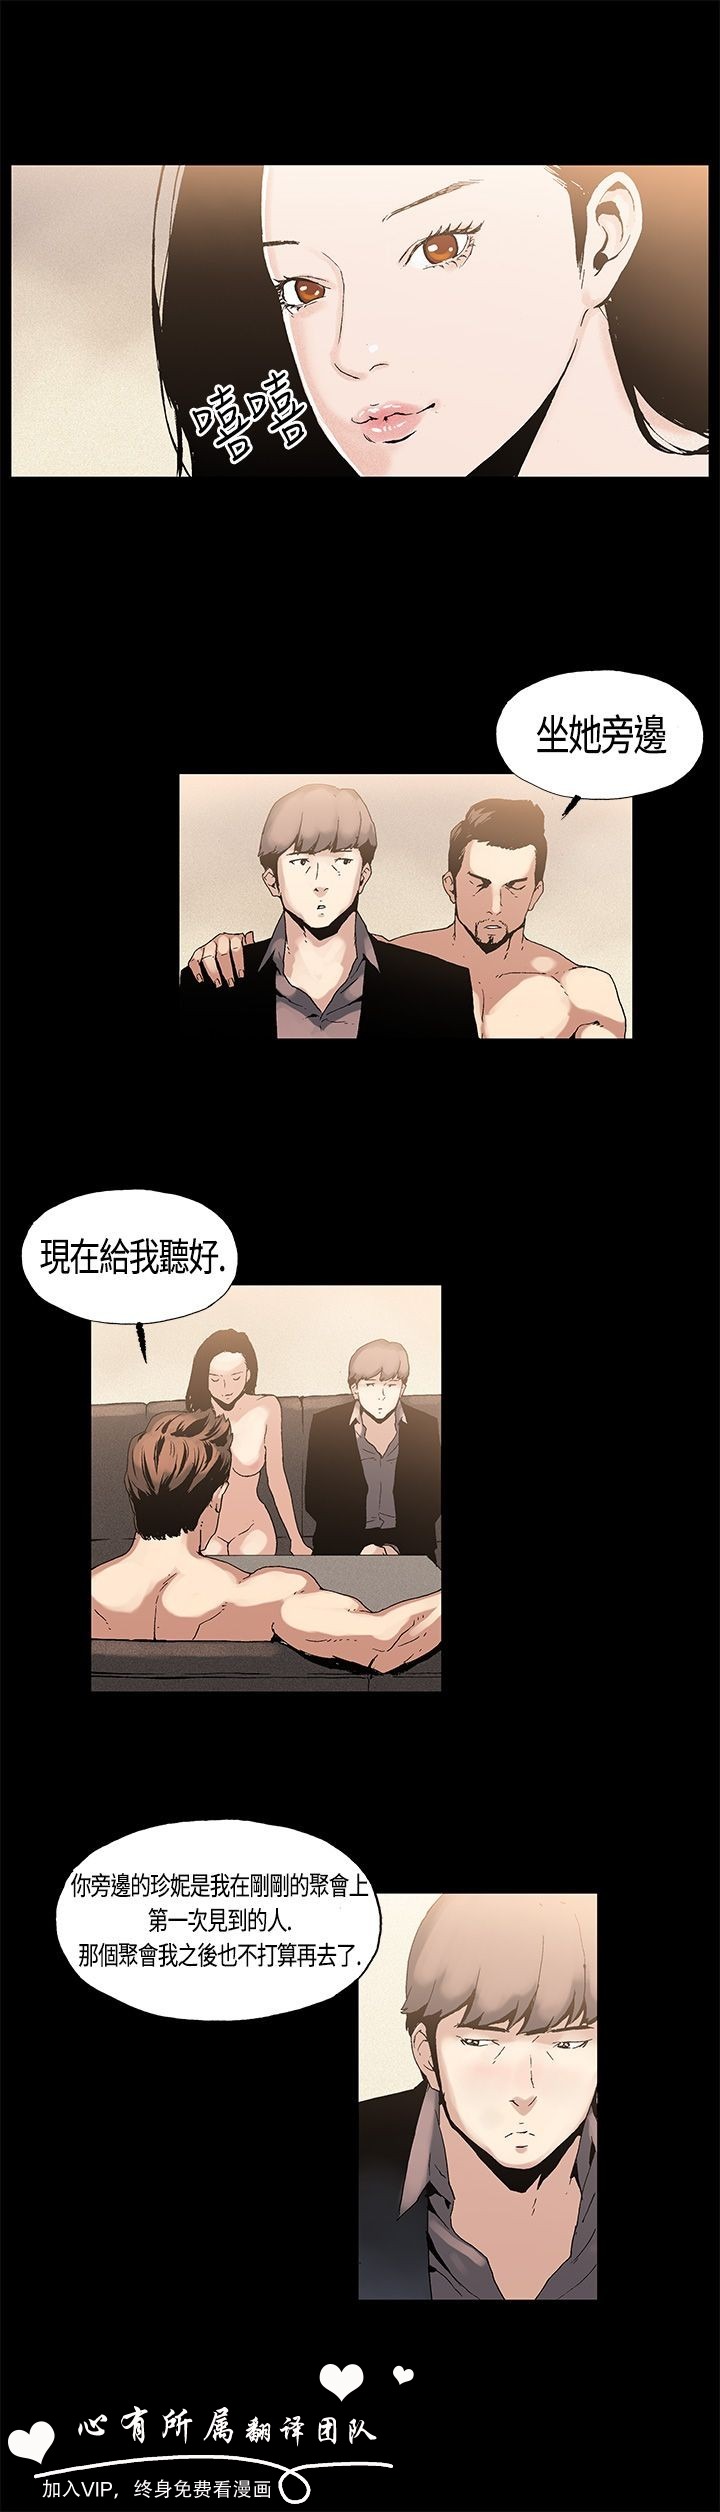 嘻嘻
坐她旁邊
現在給我聽好.
你旁邊的珍妮是我在剛剛的聚會上
第一次見到的人.
那個聚會我之後也不打算再去了.
心有所属翻译团队
加入VIP，终身免费看漫画